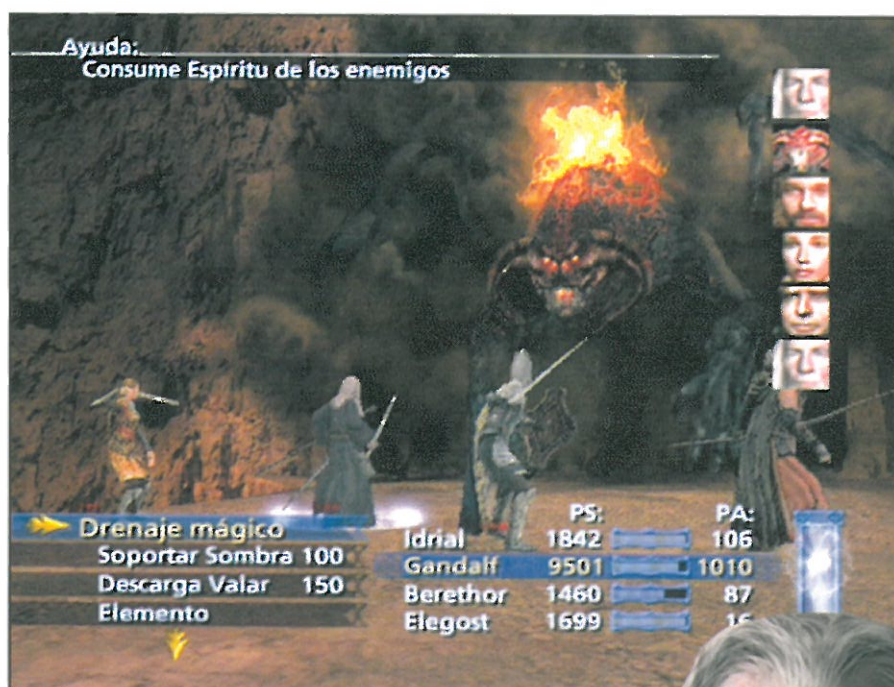 Ayuda:
Consume Espíritu de los enemigos
PS: PA:
Drenaje mágico
Soportar Sombra 100
Descarga Valar 150
Elemento
Idrial 1842 106
Gandalf 9501 1010
Berethor 1460 87
Elegost 1699 16